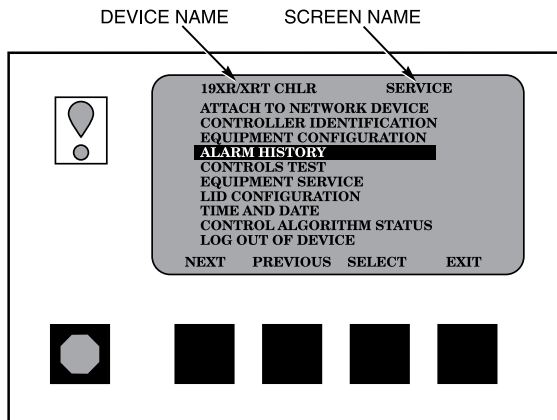 DEVICE NAME SCREEN NAME
19XR/XRT CHLR SERVICE
ATTACH TO NETWORK DEVICE
CONTROLLER IDENTIFICATION
EQUIPMENT CONFIGURATION
ALARM HISTORY
CONTROLS TEST
EQUIPMENT SERVICE
LID CONFIGURATION
TIME AND DATE
CONTROL ALGORITHM STATUS
LOG OUT OF DEVICE
NEXT PREVIOUS SELECT EXIT